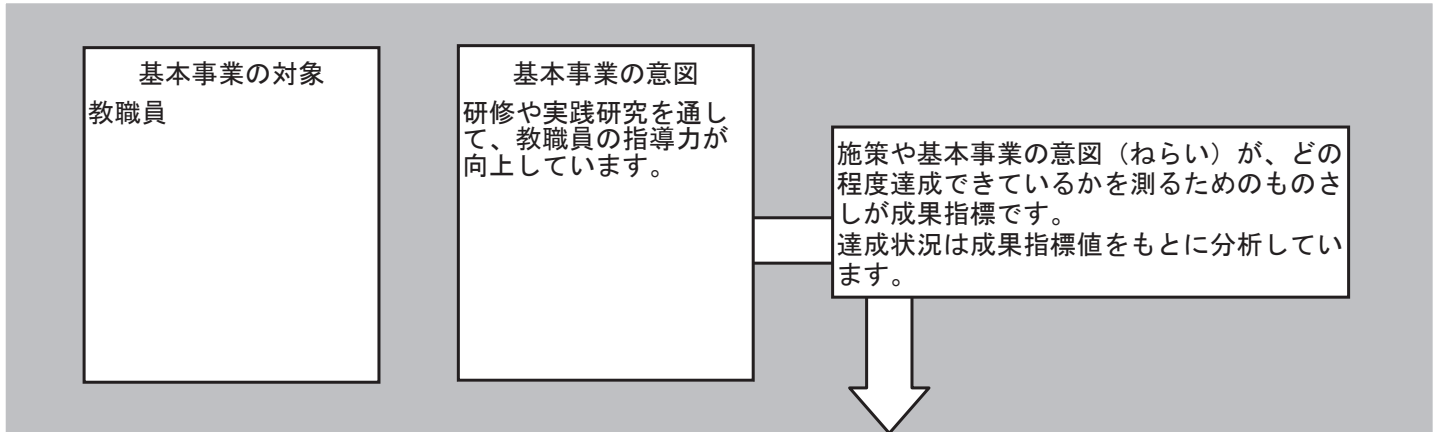 基本事業の対象
教職員
基本事業の意図
研修や実践研究を通し
て、教職員の指導力が
向上しています。
施策や基本事業の意図（ねらい）が、どの
程度達成できているかを測るためのものさ
しが成果指標です。
達成状況は成果指標値をもとに分析してい
ます。